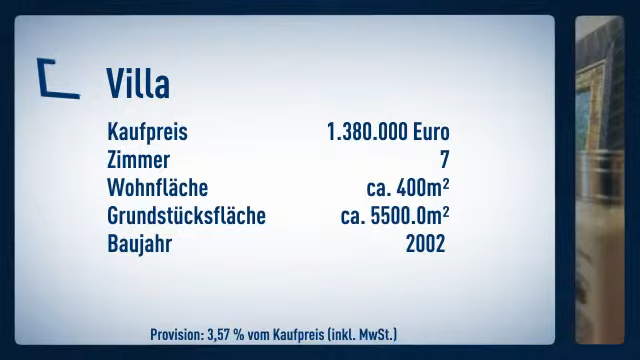 Villa
Kaufpreis 1.380.000 Euro
Zimmer 7
Wohnfläche ca. 400m²
Grundstücksfläche ca. 5500.0m²
Baujahr 2002
Provision: 3,57 % vom Kaufpreis (inkl. MwSt.)